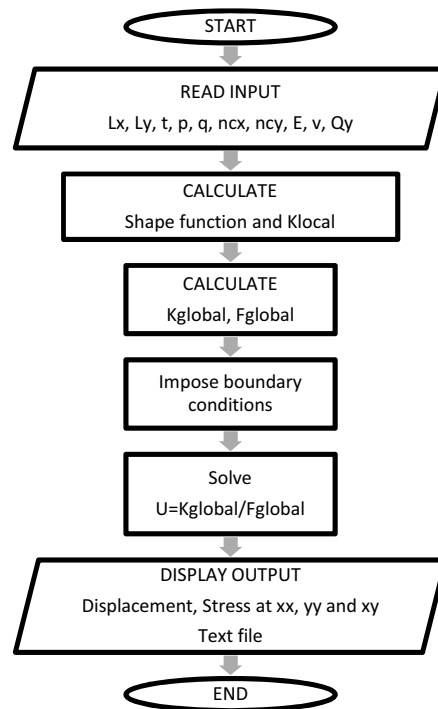 START
READ INPUT
Lx, Ly, t, p, q, ncx, ncy, E, v, Qy
CALCULATE
Shape function and Klocal
CALCULATE
Kglobal, Fglobal
Impose boundary
conditions
Solve
U=Kglobal/Fglobal
DISPLAY OUTPUT
Displacement, Stress at xx, yy and xy
Text file
END